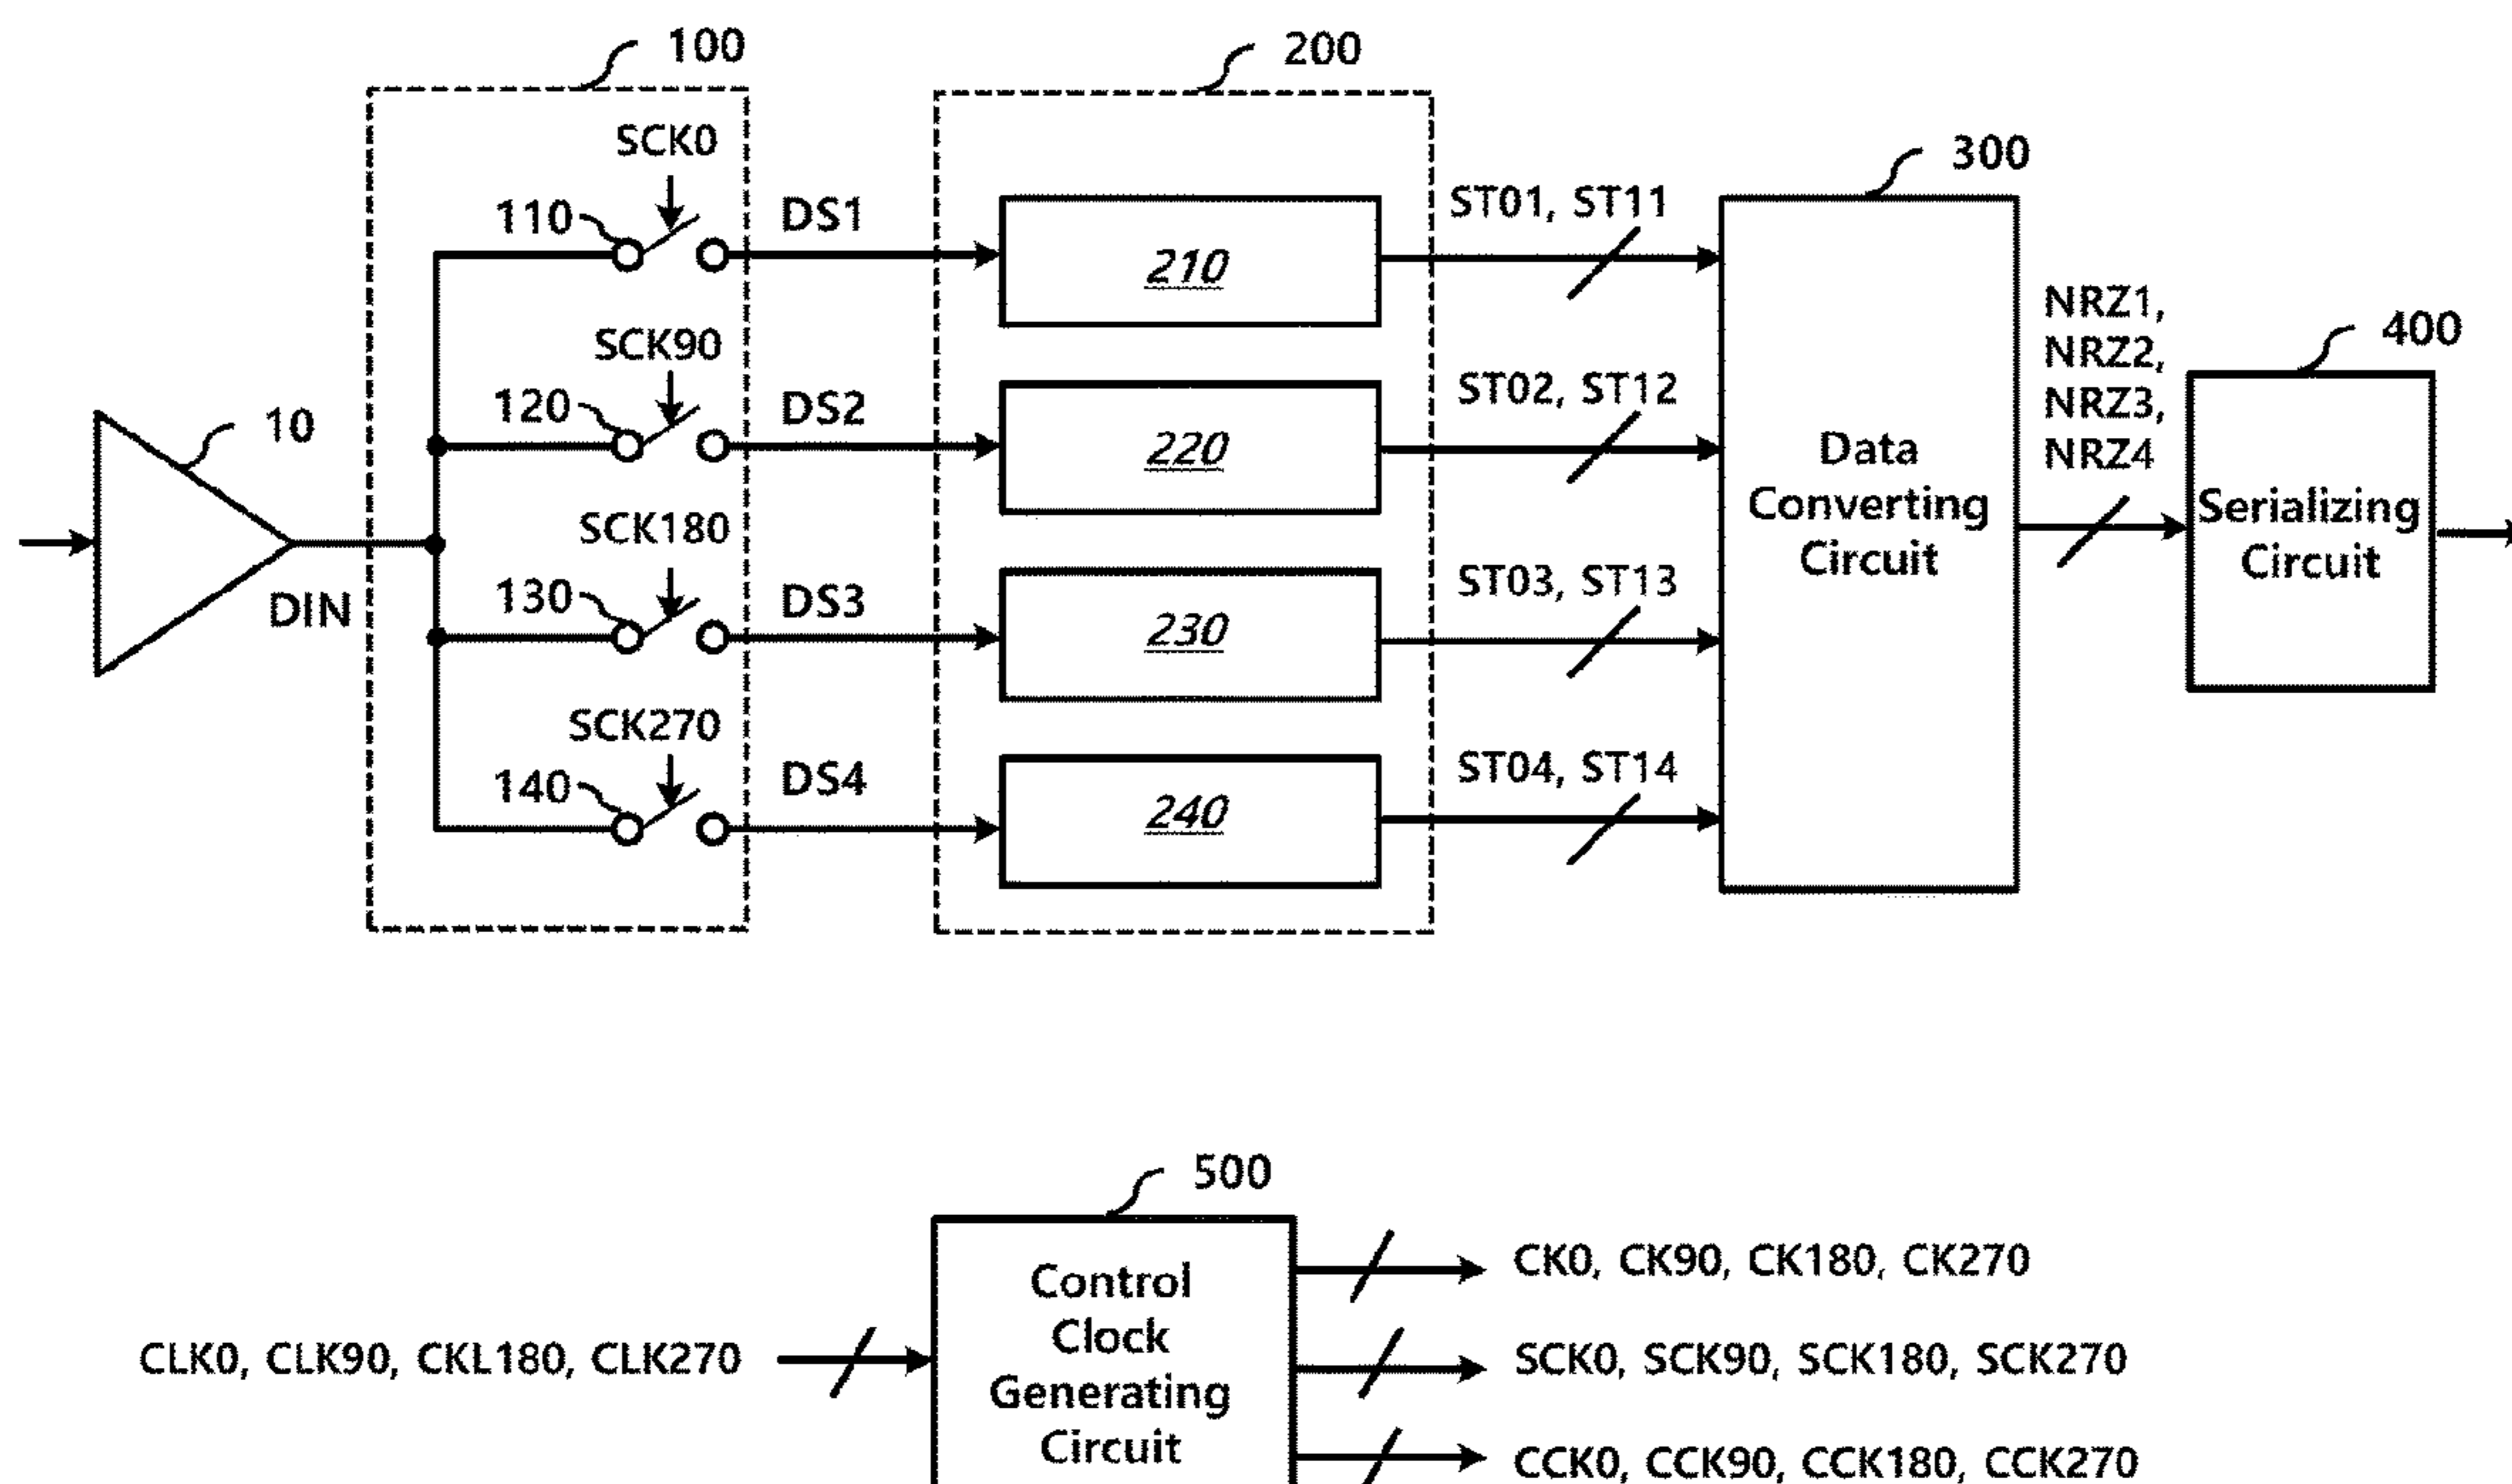 100
200
300
400
10
SCK0
110
DS1
210
ST01, ST11
SCK90
120
DS2
220
ST02, ST12
SCK180
130
DS3
230
ST03, ST13
SCK270
140
DS4
240
ST04, ST14
DIN
Data
Converting
Circuit
NRZ1,
NRZ2,
NRZ3,
NRZ4
Serializing
Circuit
500
CLK0, CLK90, CKL180, CLK270
Control
Clock
Generating
Circuit
CK0, CK90, CK180, CK270
SCK0, SCK90, SCK180, SCK270
CCK0, CCK90, CCK180, CCK270